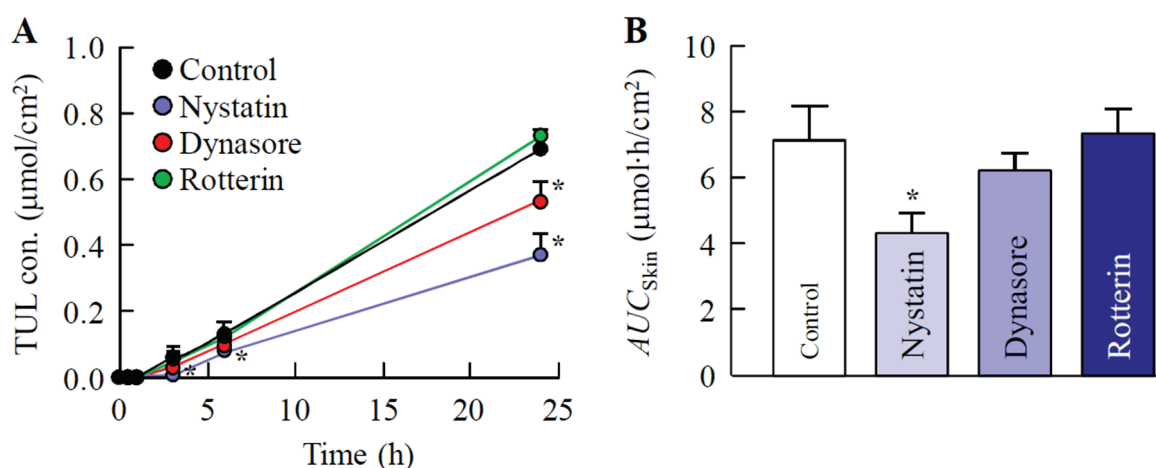 A
TUL con. (μmol/cm²)
1.0
0.8
0.6
0.4
0.2
0.0
Control
Nystatin
Dynasore
Rotterin
*
*
*
*
0 5 10 15 20 25
Time (h)
B
AUCSkin (μmol·h/cm²)
10
8
6
4
2
0
*
Control
Nystatin
Dynasore
Rotterin